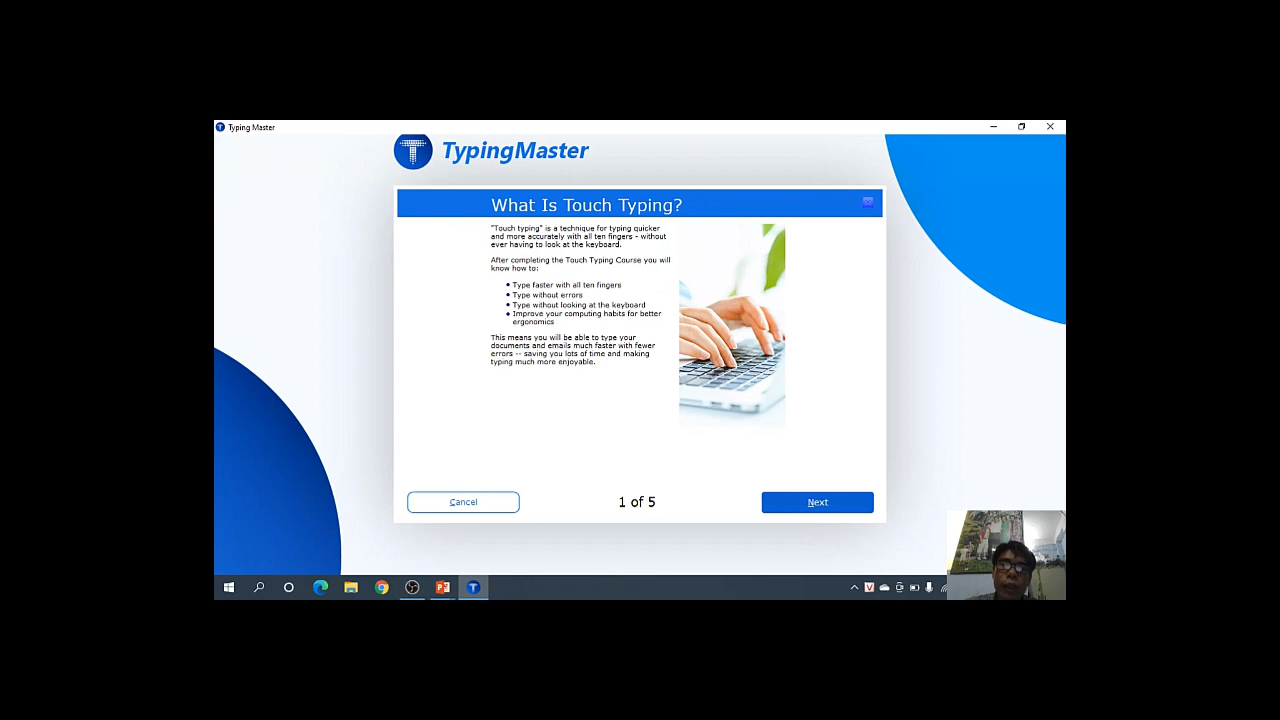 Typing Master
TypingMaster
What Is Touch Typing?
"Touch typing" is a technique for typing quicker
and more accurately with all ten fingers - without
ever having to look at the keyboard.
After completing the Touch Typing Course you will
know how to:
Type faster with all ten fingers
Type without errors
Type without looking at the keyboard
Improve your computing habits for better
ergonomics
This means you will be able to type your
documents and emails much faster with fewer
errors -- saving you lots of time and making
typing much more enjoyable.
Cancel
1 of 5
Next